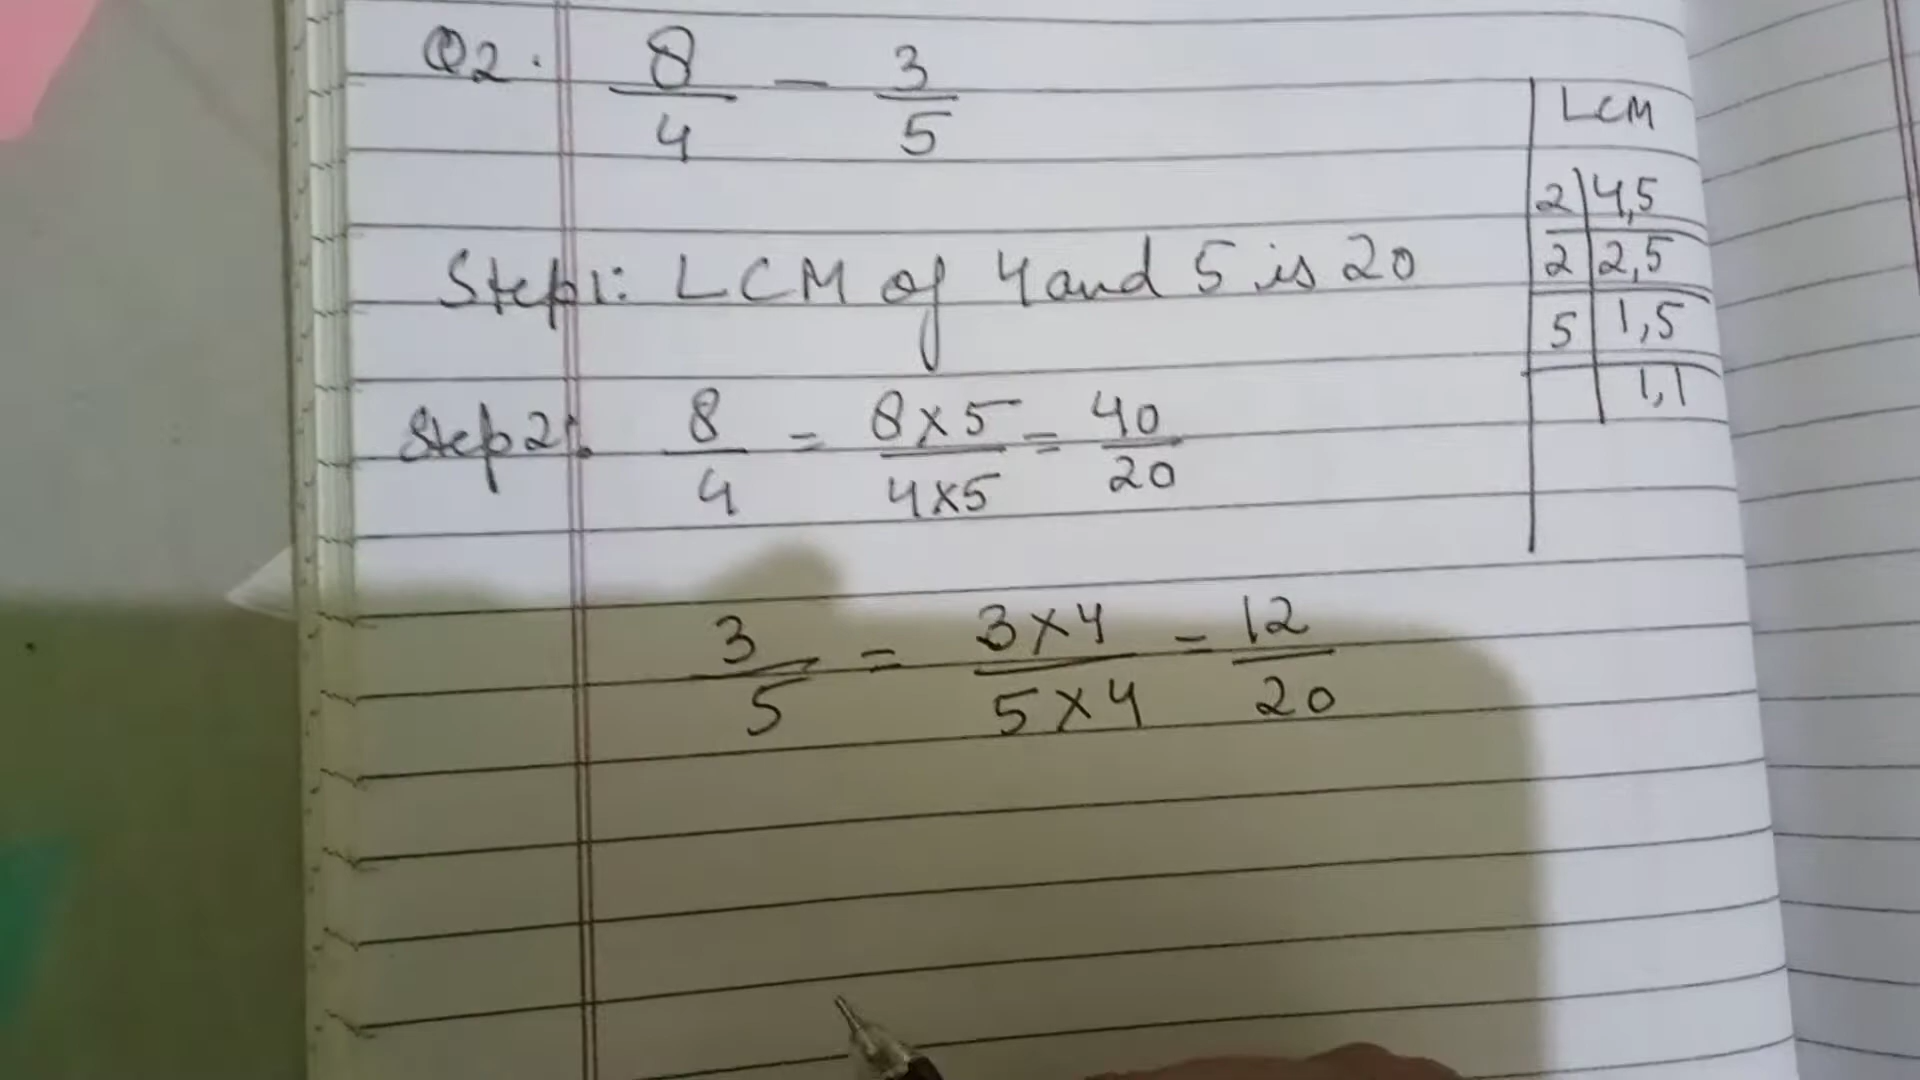 Q2. 8/4 - 3/5
Step1: LCM of 4 and 5 is 20
Step2: 8/4 = 8×5/4×5 = 40/20
3/5 = 3×4/5×4 = 12/20
LCM
2 | 4,5
2 | 2,5
5 | 1,5
1,1